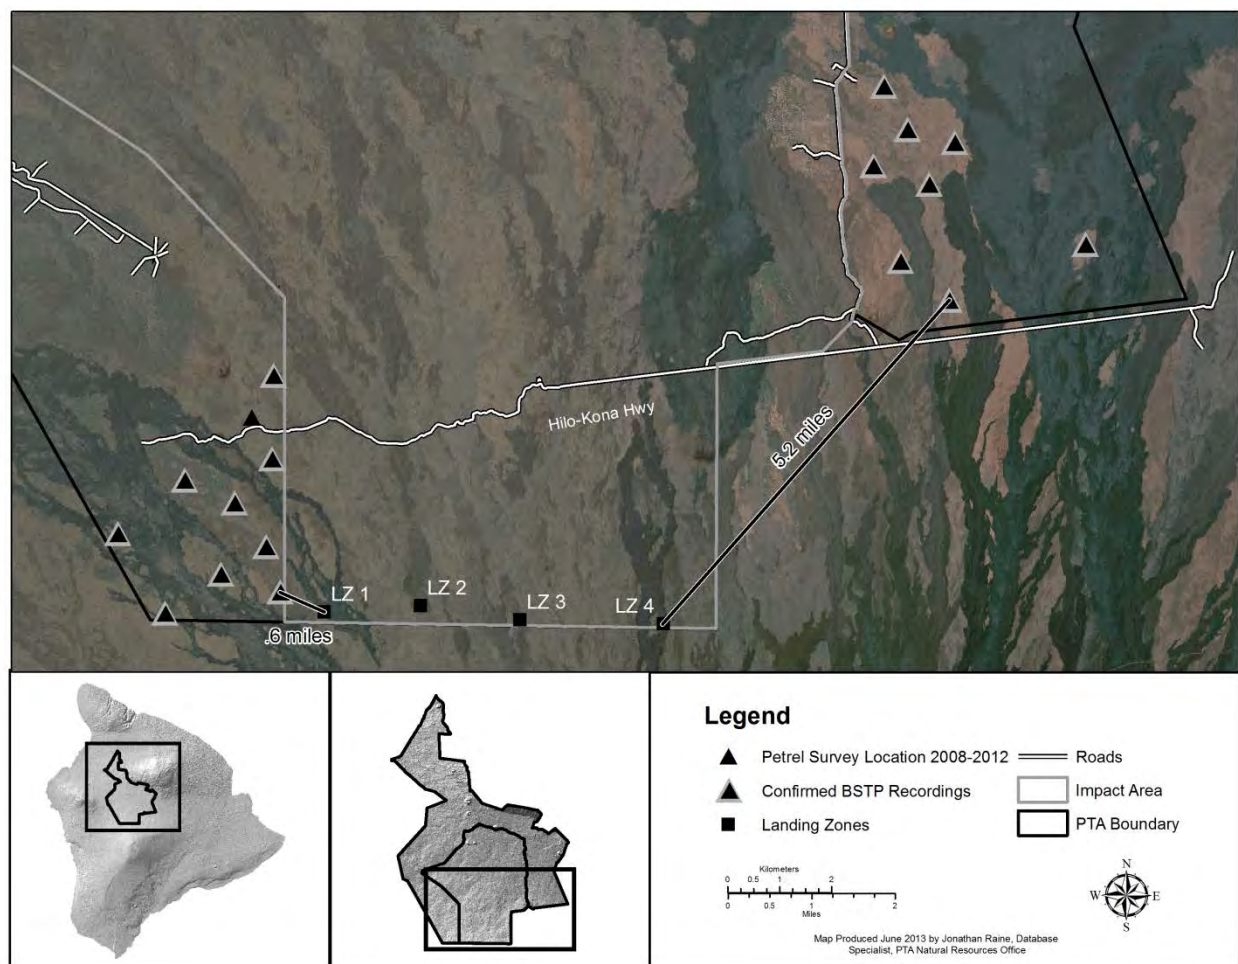 Hilo-Kona Hwy
5.2 miles
LZ 1
LZ 2
LZ 3
LZ 4
.6 miles
Legend
Petrel Survey Location 2008-2012
Confirmed BSTP Recordings
Landing Zones
Roads
Impact Area
PTA Boundary
Kilometers
0 0.5 1 2
0 0.5 1 2
Miles
N
W E
S
Map Produced June 2013 by Jonathan Raine, Database
Specialist, PTA Natural Resources Office